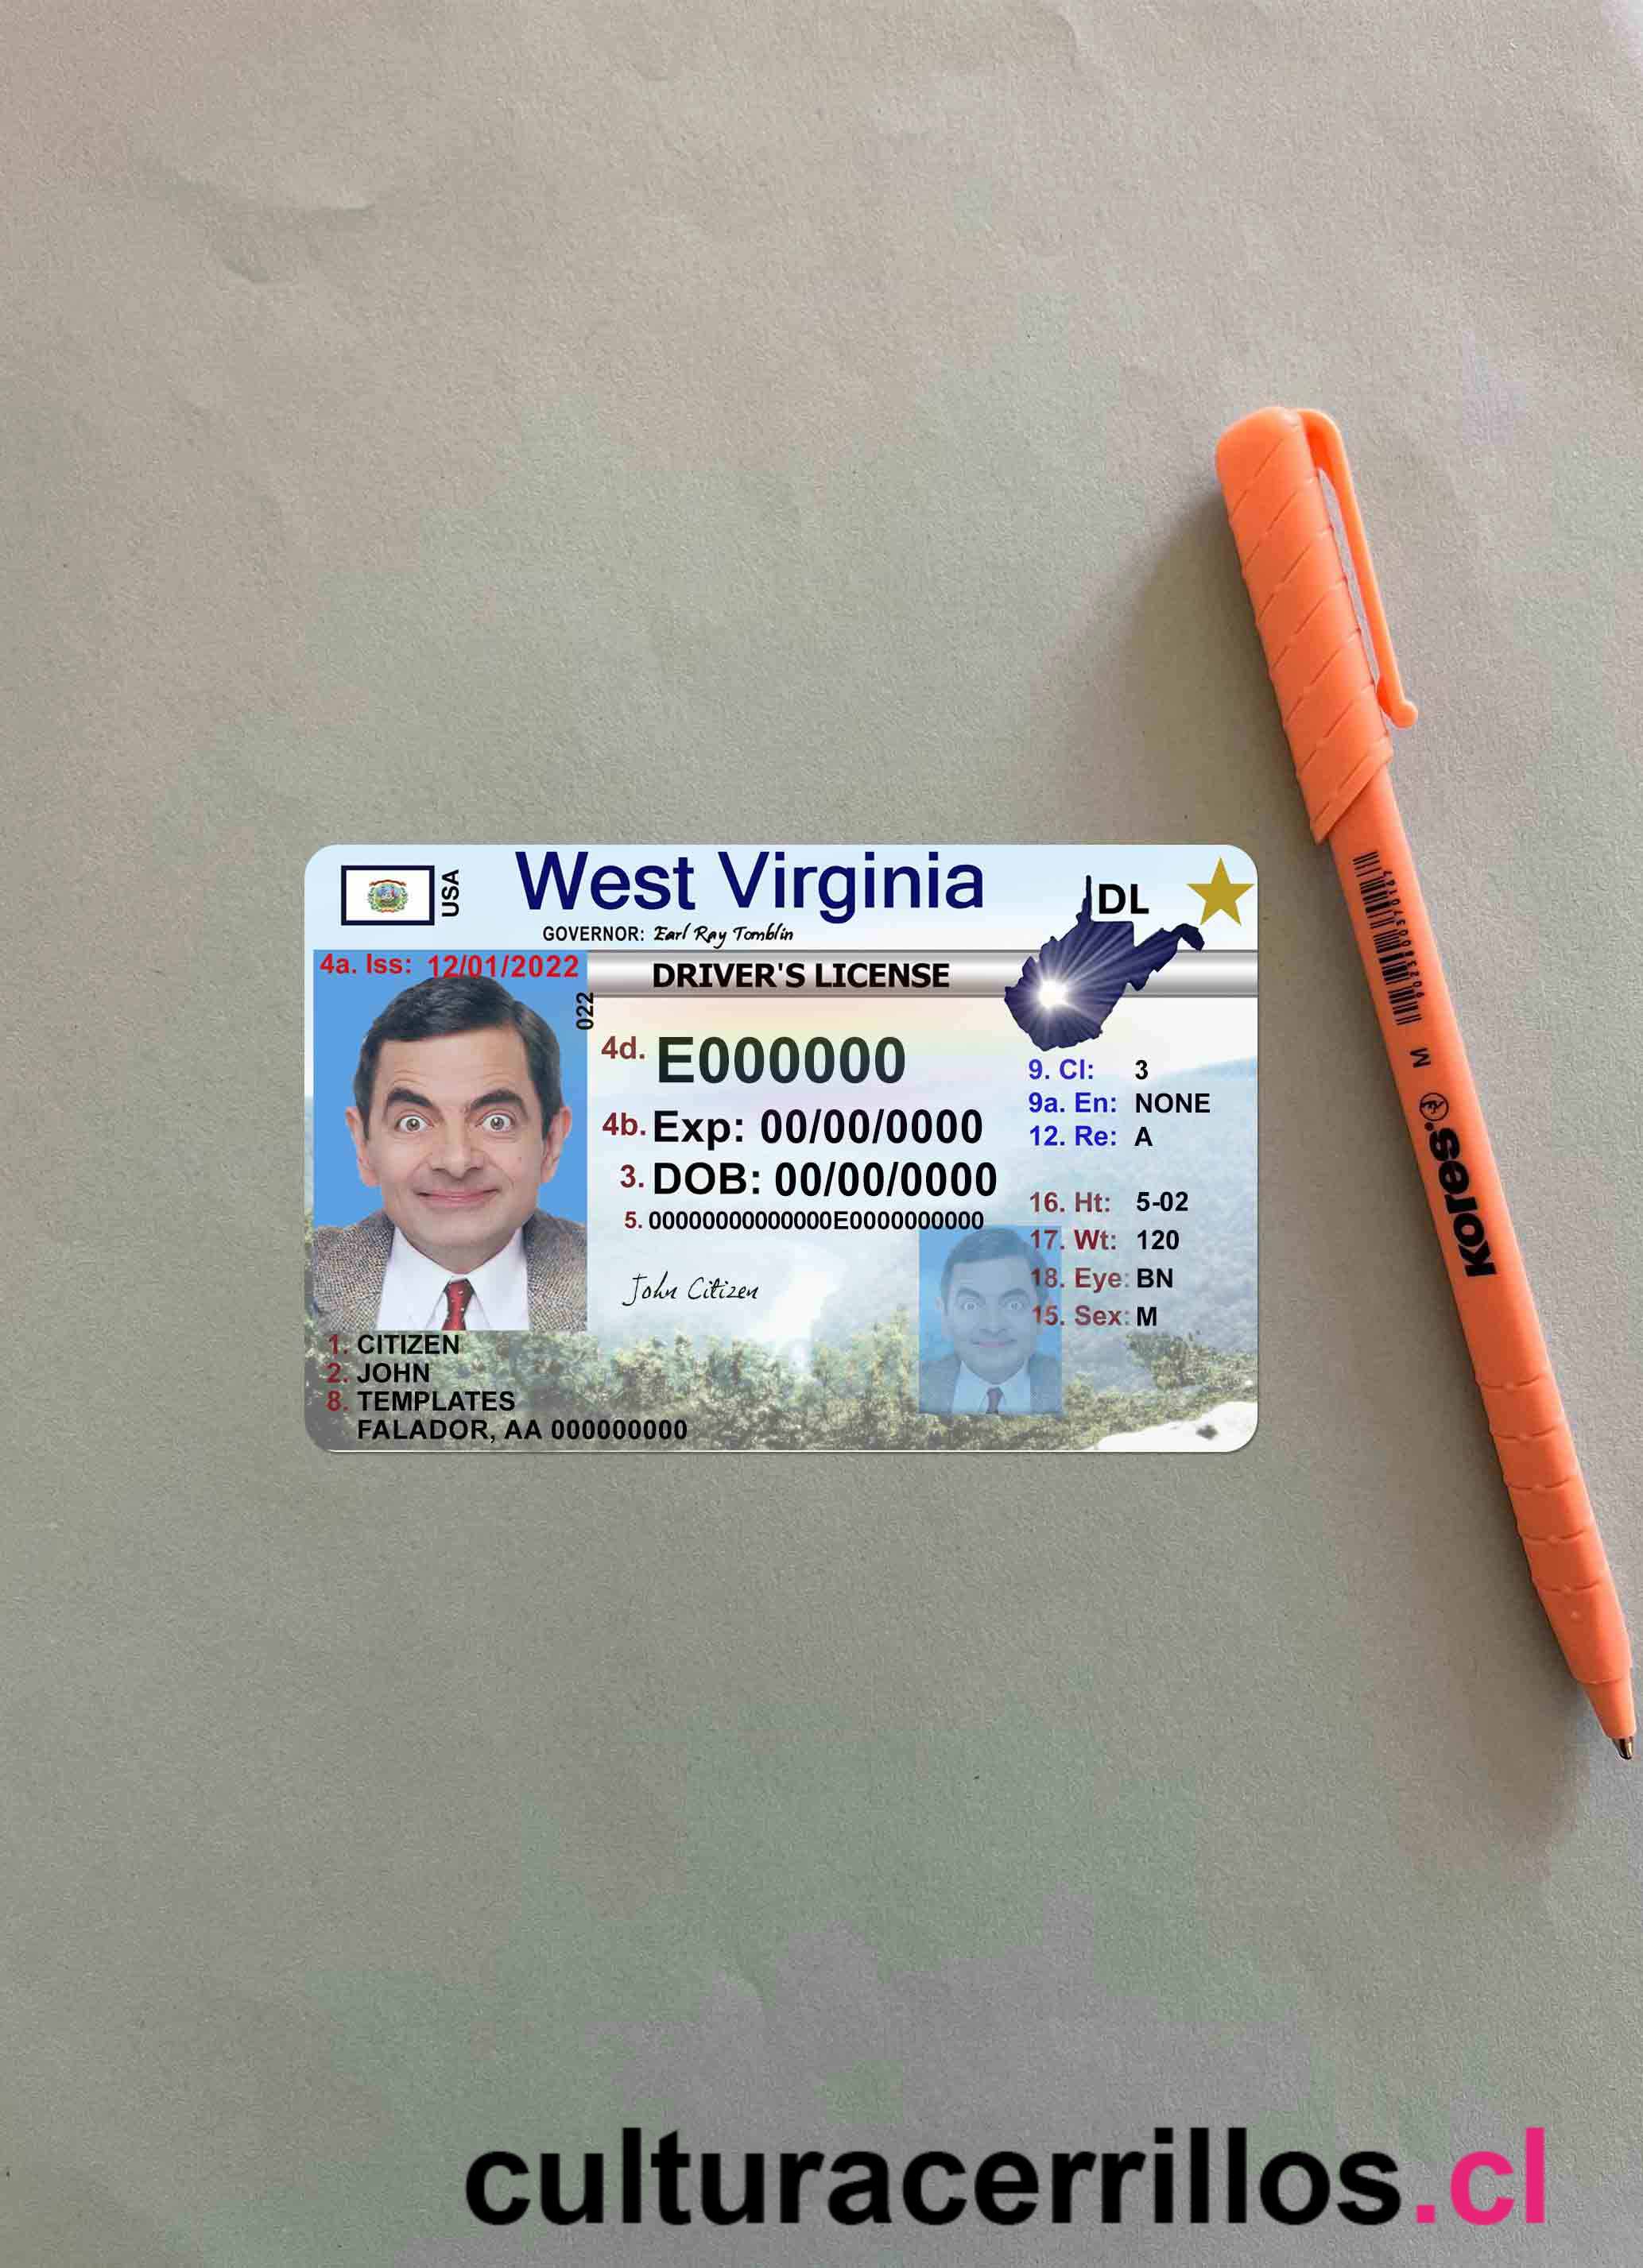 USA
West Virginia
DL
GOVERNOR: Earl Ray Tomblin
4a. Iss: 12/01/2022
DRIVER'S LICENSE
022
4d. E000000
4b. Exp: 00/00/0000
3. DOB: 00/00/0000
5. 00000000000000E0000000000
9. Cl: 3
9a. En: NONE
12. Re: A
16. Ht: 5-02
17. Wt: 120
18. Eye: BN
15. Sex: M
John Citizen
1. CITIZEN
2. JOHN
8. TEMPLATES
FALADOR, AA 000000000
M
Kores.
culturacerrillos.cl